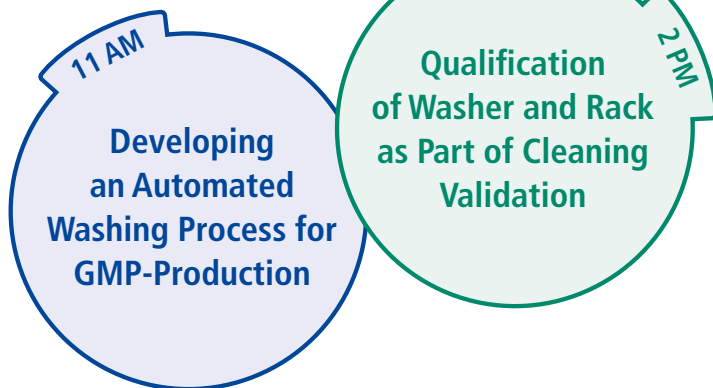 11 AM
Developing
an Automated
Washing Process for
GMP-Production
2 PM
Qualification
of Washer and Rack
as Part of Cleaning
Validation